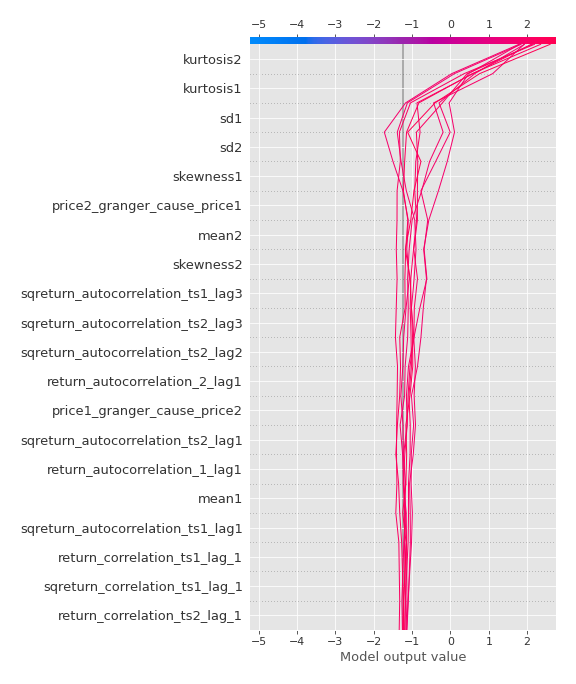 −5 −4 −3 −2 −1 0 1 2
kurtosis2
kurtosis1
sd1
sd2
skewness1
price2_granger_cause_price1
mean2
skewness2
sqreturn_autocorrelation_ts1_lag3
sqreturn_autocorrelation_ts2_lag3
sqreturn_autocorrelation_ts2_lag2
return_autocorrelation_2_lag1
price1_granger_cause_price2
sqreturn_autocorrelation_ts2_lag1
return_autocorrelation_1_lag1
mean1
sqreturn_autocorrelation_ts1_lag1
return_correlation_ts1_lag_1
sqreturn_correlation_ts1_lag_1
return_correlation_ts2_lag_1
−5 −4 −3 −2 −1 0 1 2
Model output value